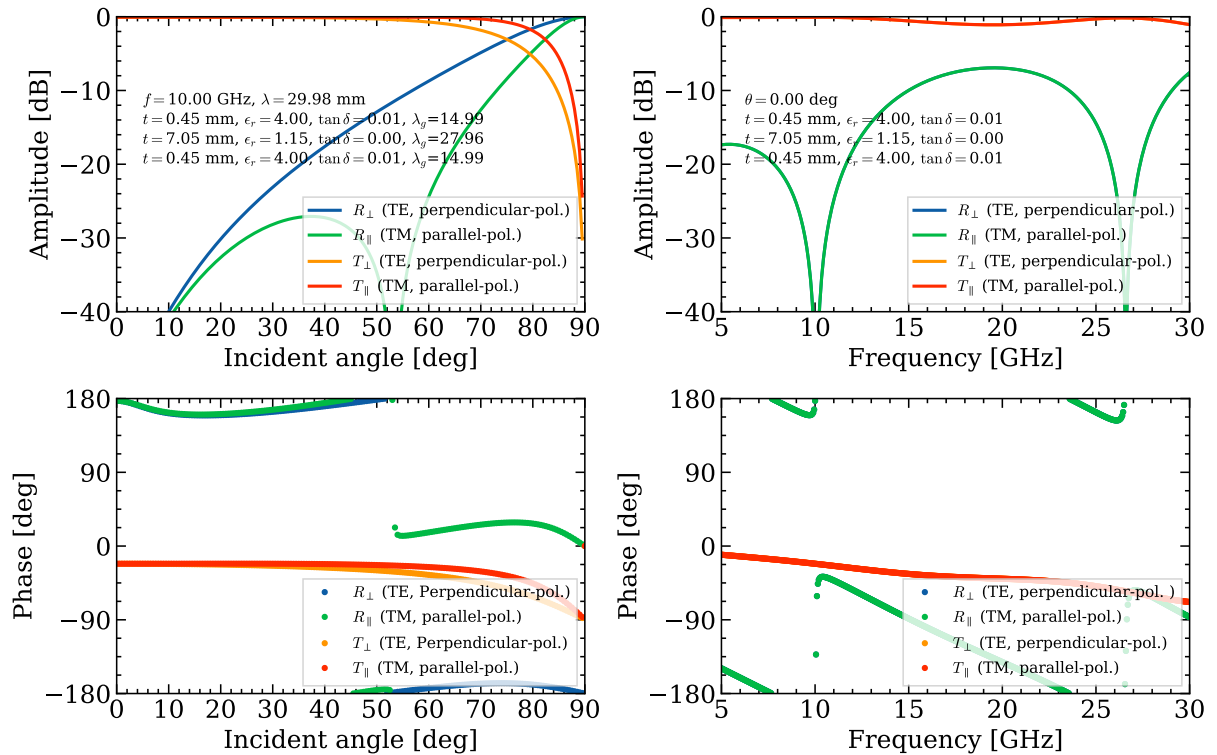 Amplitude [dB]
0
−10
−20
−30
−40
f = 10.00 GHz, λ = 29.98 mm
t = 0.45 mm, ϵr = 4.00, tan δ = 0.01, λg=14.99
t = 7.05 mm, ϵr = 1.15, tan δ = 0.00, λg=27.96
t = 0.45 mm, ϵr = 4.00, tan δ = 0.01, λg=14.99
R⊥ (TE, perpendicular-pol.)
R∥ (TM, parallel-pol.)
T⊥ (TE, perpendicular-pol.)
T∥ (TM, parallel-pol.)
0 10 20 30 40 50 60 70 80 90
Incident angle [deg]
Amplitude [dB]
0
−10
−20
−30
−40
θ = 0.00 deg
t = 0.45 mm, ϵr = 4.00, tan δ = 0.01
t = 7.05 mm, ϵr = 1.15, tan δ = 0.00
t = 0.45 mm, ϵr = 4.00, tan δ = 0.01
R⊥ (TE, perpendicular-pol.)
R∥ (TM, parallel-pol.)
T⊥ (TE, perpendicular-pol.)
T∥ (TM, parallel-pol.)
5 10 15 20 25 30
Frequency [GHz]
Phase [deg]
180
90
0
−90
−180
R⊥ (TE, Perpendicular-pol.)
R∥ (TM, parallel-pol.)
T⊥ (TE, Perpendicular-pol.)
T∥ (TM, parallel-pol.)
0 10 20 30 40 50 60 70 80 90
Incident angle [deg]
Phase [deg]
180
90
0
−90
−180
R⊥ (TE, perpendicular-pol.)
R∥ (TM, parallel-pol.)
T⊥ (TE, perpendicular-pol.)
T∥ (TM, parallel-pol.)
5 10 15 20 25 30
Frequency [GHz]